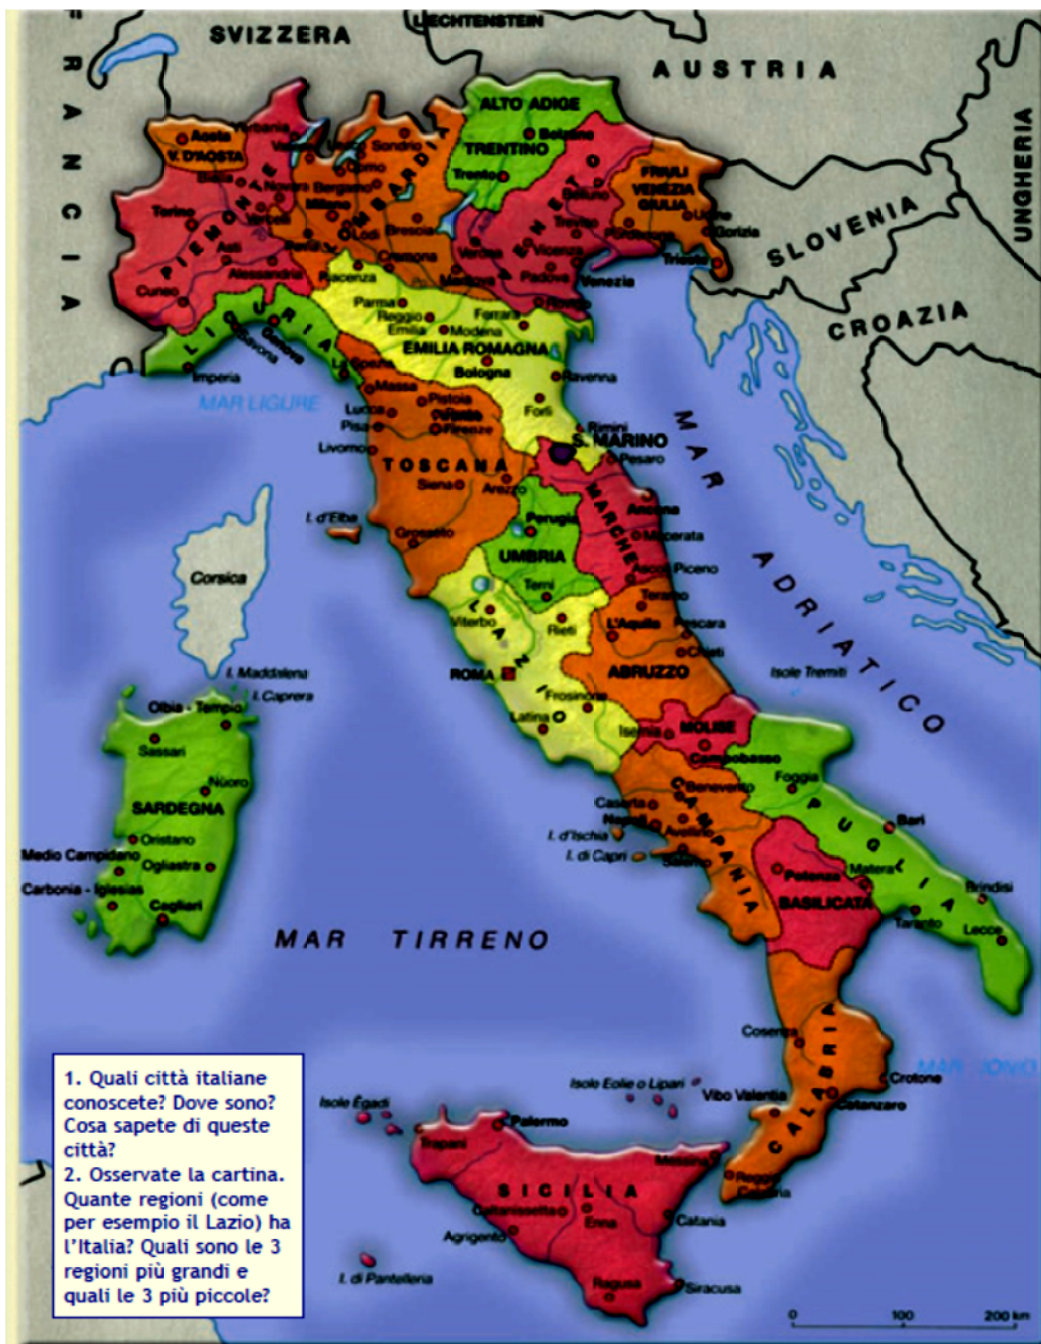 SVIZZERA
LIECHTENSTEIN
AUSTRIA
FRANCIA
UNGHERIA
SLOVENIA
CROAZIA
ALTO ADIGE
Bolzano
TRENTINO
Trento
Aosta
V. D'AOSTA
Verbania
Biella
Novara
Vercelli
Torino
PIEMONTE
Asti
Alessandria
Cuneo
Sondrio
Como
Bergamo
Milano
LOMBARDIA
Lodi
Brescia
Pavia
Cremona
Mantova
VENETO
Belluno
Treviso
Vicenza
Verona
Padova
Venezia
Rovigo
FRIULI
VENEZIA
GIULIA
Udine
Pordenone
Gorizia
Trieste
LIGURIA
Imperia
Savona
Genova
La Spezia
MAR LIGURE
Piacenza
Parma
Reggio
Emilia
Modena
Ferrara
EMILIA ROMAGNA
Bologna
Ravenna
Forlì
Rimini
S. MARINO
Massa
Lucca
Pistoia
Pisa
Firenze
Livorno
TOSCANA
Siena
Arezzo
Grosseto
I. d'Elba
Pesaro
MARCHE
Ancona
Macerata
Ascoli Piceno
Perugia
UMBRIA
Terni
MAR ADRIATICO
Corsica
LAZIO
Viterbo
Rieti
ROMA
Frosinone
Latina
Teramo
L'Aquila
Pescara
Chieti
ABRUZZO
Isole Tremiti
I. Maddalena
I. Caprera
Olbia - Tempio
Sassari
Nùoro
SARDEGNA
Oristano
Medio Campidano
Ogliastra
Carbonia - Iglesias
Cagliari
Isernia
MOLISE
Campobasso
CAMPANIA
Benevento
Caserta
Napoli
Avellino
Salerno
I. d'Ischia
I. di Capri
Foggia
PUGLIA
Bari
Brindisi
Taranto
Lecce
Potenza
Matera
BASILICATA
MAR TIRRENO
MAR JONIO
Cosenza
CALABRIA
Crotone
Catanzaro
Vibo Valentia
Reggio
Calabria
Isole Eolie o Lipari
Isole Egadi
Trapani
Palermo
Messina
SICILIA
Caltanissetta
Enna
Catania
Agrigento
Ragusa
Siracusa
I. di Pantelleria
1. Quali città italiane
conoscete? Dove sono?
Cosa sapete di queste
città?
2. Osservate la cartina.
Quante regioni (come
per esempio il Lazio) ha
l'Italia? Quali sono le 3
regioni più grandi e
quali le 3 più piccole?
0 100 200 km